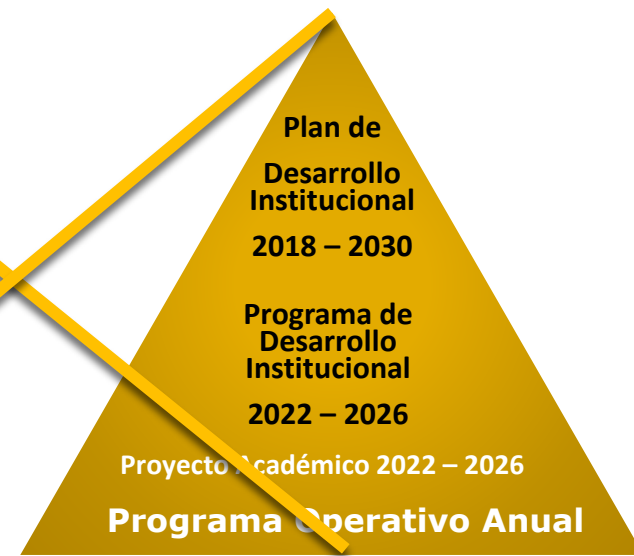 Plan de
Desarrollo
Institucional
2018 – 2030
Programa de
Desarrollo
Institucional
2022 – 2026
Proyecto Académico 2022 – 2026
Programa Operativo Anual